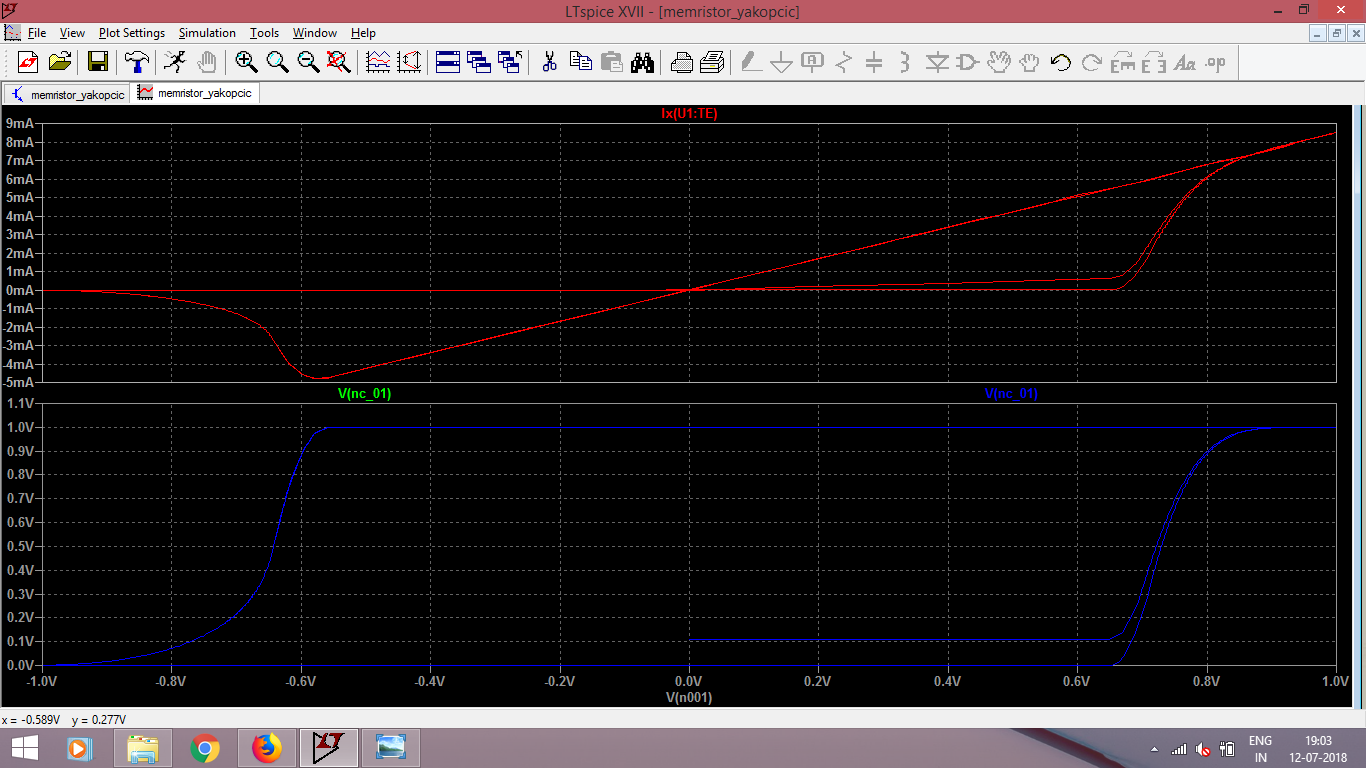 LTspice XVII - [memristor_yakopcic]
File View Plot Settings Simulation Tools Window Help
memristor_yakopcic memristor_yakopcic
Ix(U1:TE)
9mA
8mA
7mA
6mA
5mA
4mA
3mA
2mA
1mA
0mA
-1mA
-2mA
-3mA
-4mA
-5mA
V(nc_01) V(nc_01)
1.1V
1.0V
0.9V
0.8V
0.7V
0.6V
0.5V
0.4V
0.3V
0.2V
0.1V
0.0V
-1.0V -0.8V -0.6V -0.4V -0.2V 0.0V 0.2V 0.4V 0.6V 0.8V 1.0V
V(n001)
x = -0.589V y = 0.277V
ENG 19:03
IN 12-07-2018